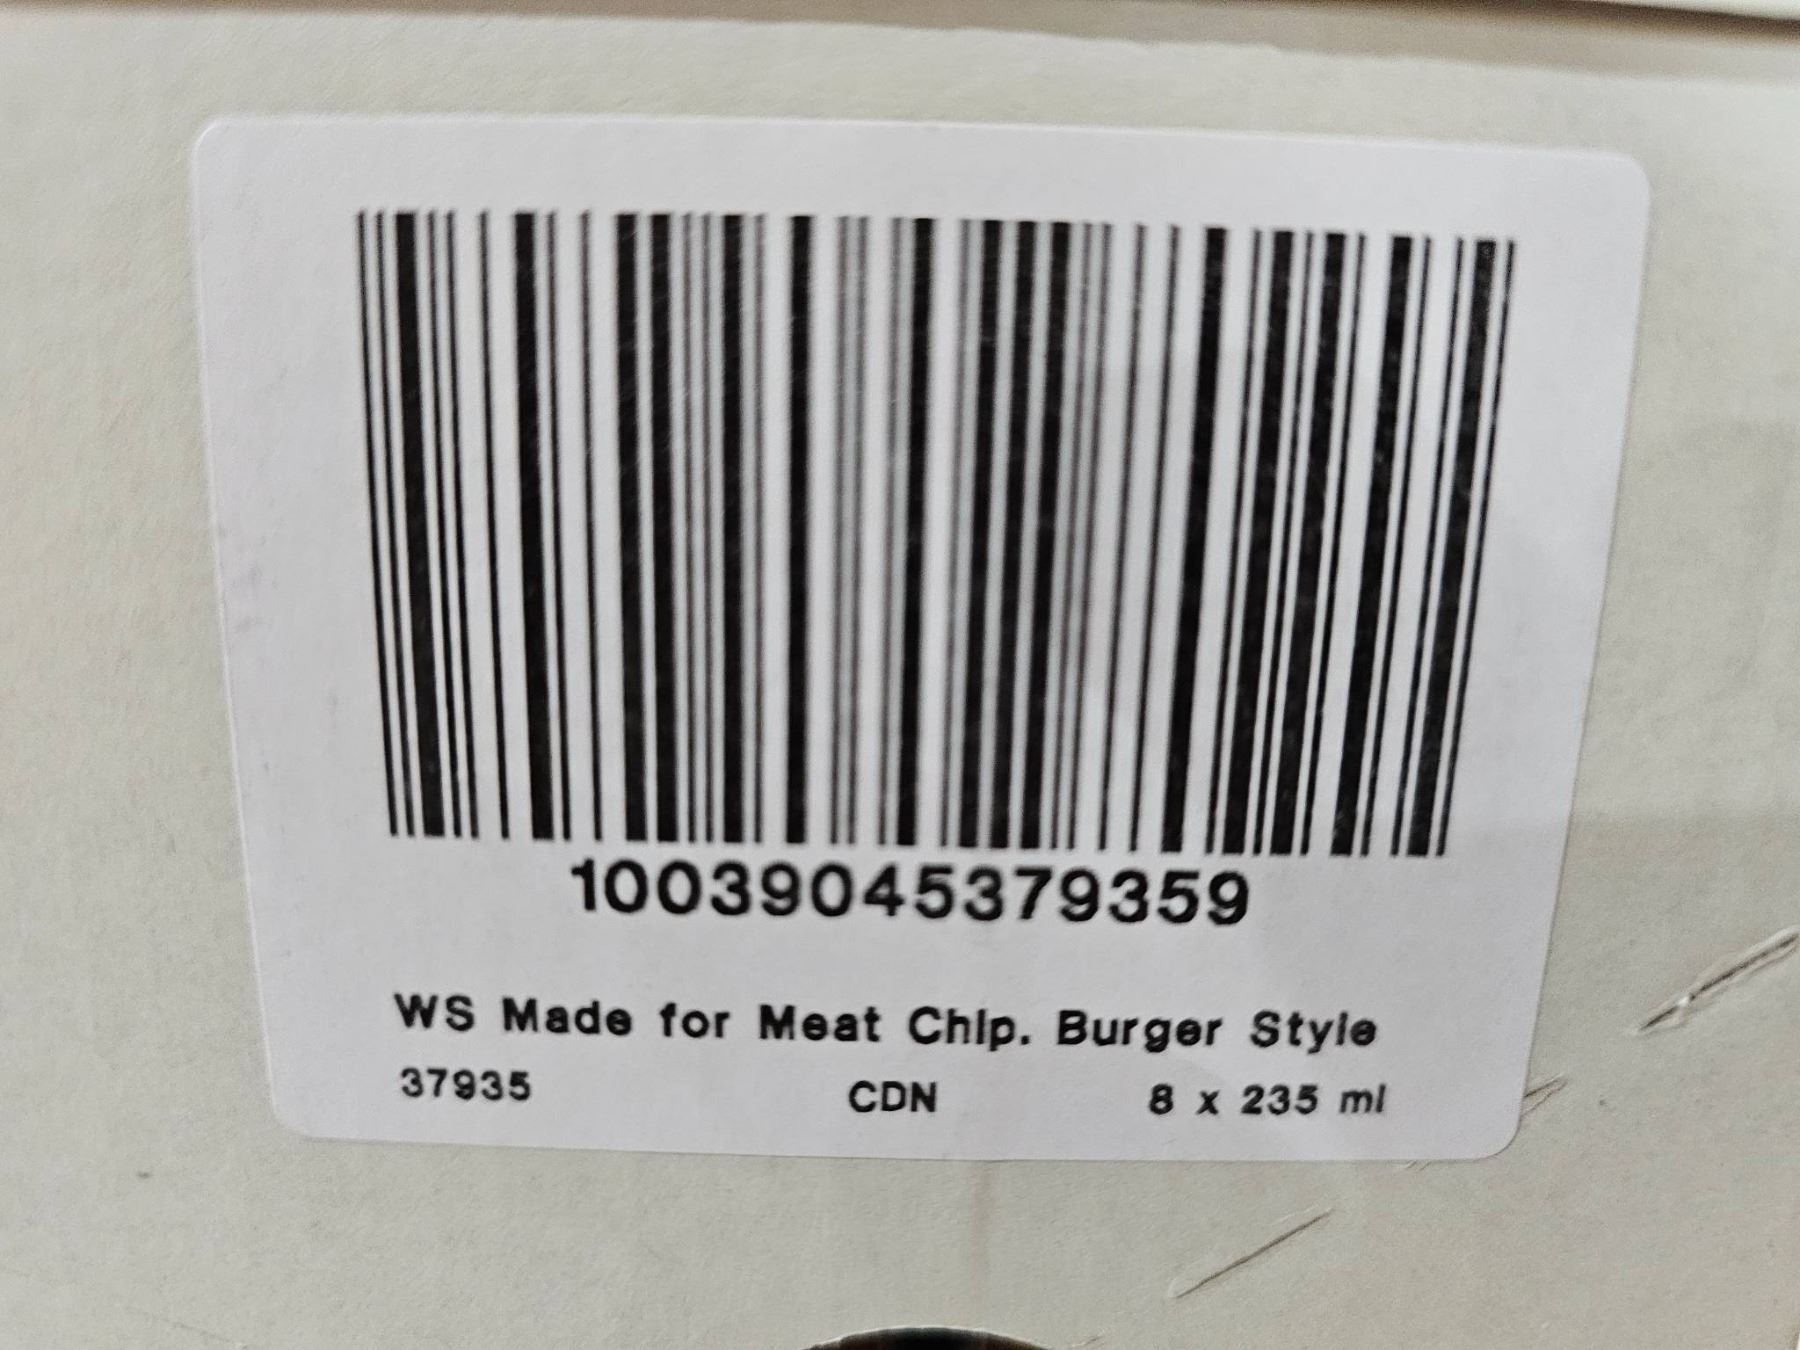 10039045379359
WS Made for Meat Chip. Burger Style
37935 CDN 8 x 235 ml